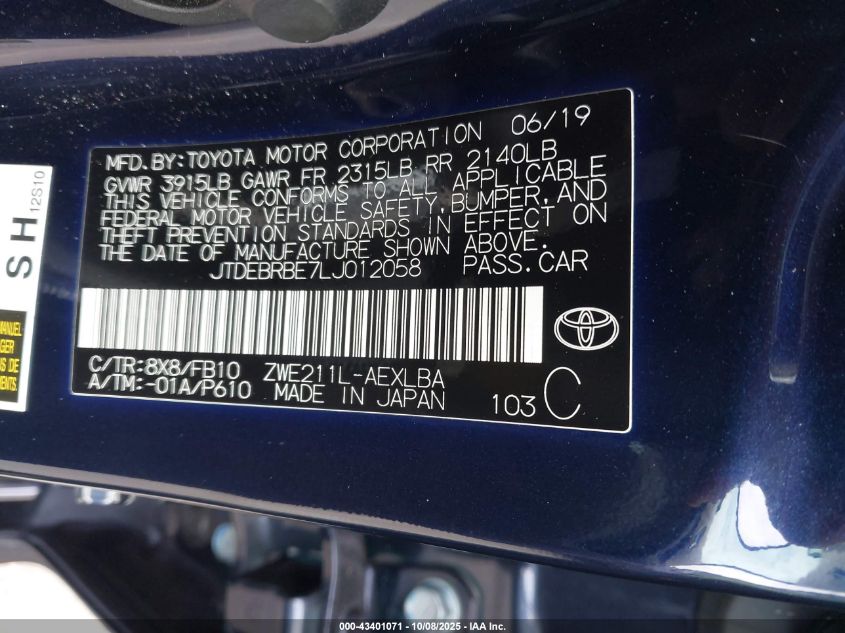 MFD.BY:TOYOTA MOTOR CORPORATION 06/19
GVWR 3915LB GAWR FR 2315LB RR 2140LB
THIS VEHICLE CONFORMS TO ALL APPLICABLE
FEDERAL MOTOR VEHICLE SAFETY,BUMPER,AND
THEFT PREVENTION STANDARDS IN EFFECT ON
THE DATE OF MANUFACTURE SHOWN ABOVE.
JTDEBRBE7LJ012058 PASS.CAR
C/TR:8X8/FB10 ZWE211L-AEXLBA
A/TM:-01A/P610 MADE IN JAPAN 103 C
SH
12S10
000-43401071 - 10/08/2025 - IAA Inc.